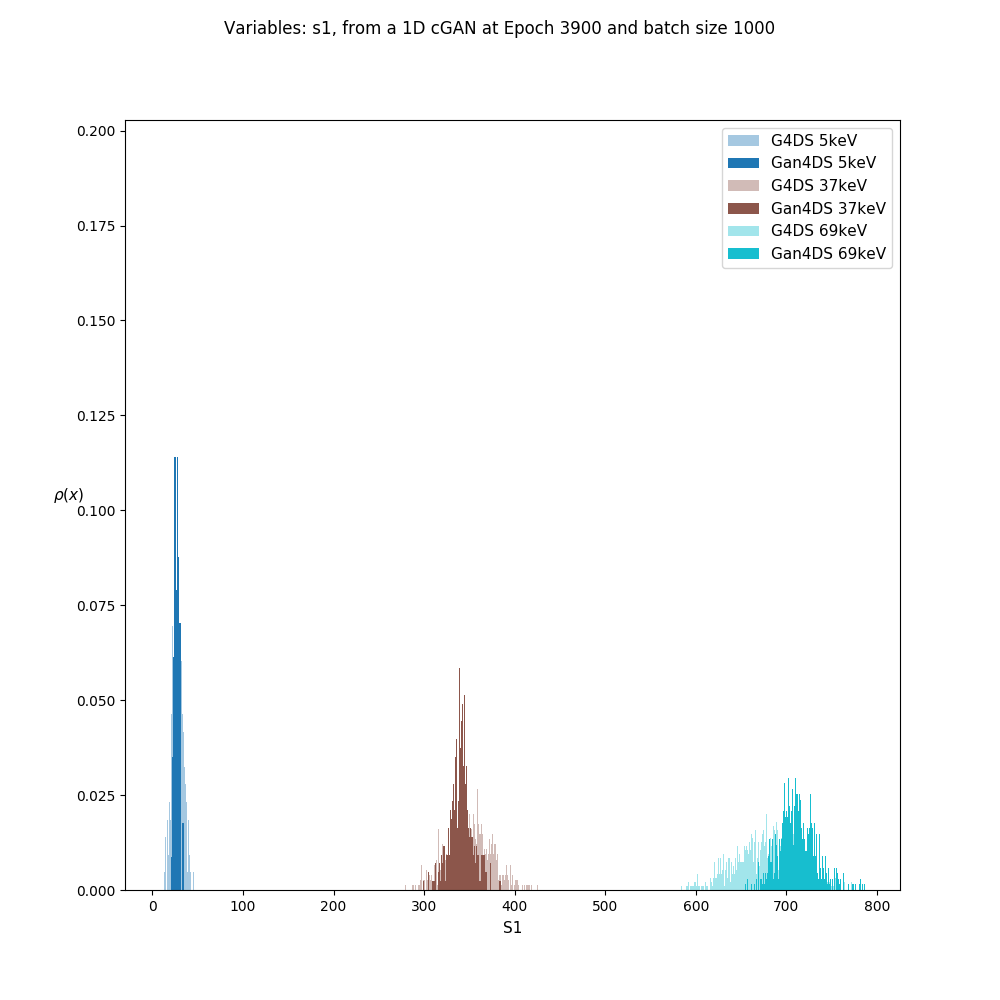 Variables: s1, from a 1D cGAN at Epoch 3900 and batch size 1000
0.200
0.175
0.150
0.125
0.100
0.075
0.050
0.025
0.000
ρ(x)
G4DS 5keV
Gan4DS 5keV
G4DS 37keV
Gan4DS 37keV
G4DS 69keV
Gan4DS 69keV
0 100 200 300 400 500 600 700 800
S1